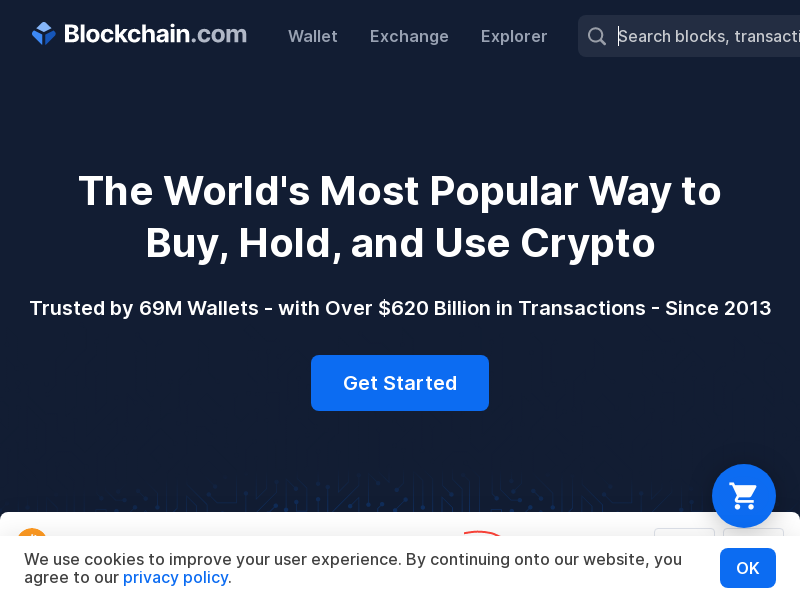 Blockchain.com
Wallet
Exchange
Explorer
Search blocks, transacti
The World's Most Popular Way to
Buy, Hold, and Use Crypto
Trusted by 69M Wallets - with Over $620 Billion in Transactions - Since 2013
Get Started
We use cookies to improve your user experience. By continuing onto our website, you
agree to our privacy policy.
OK